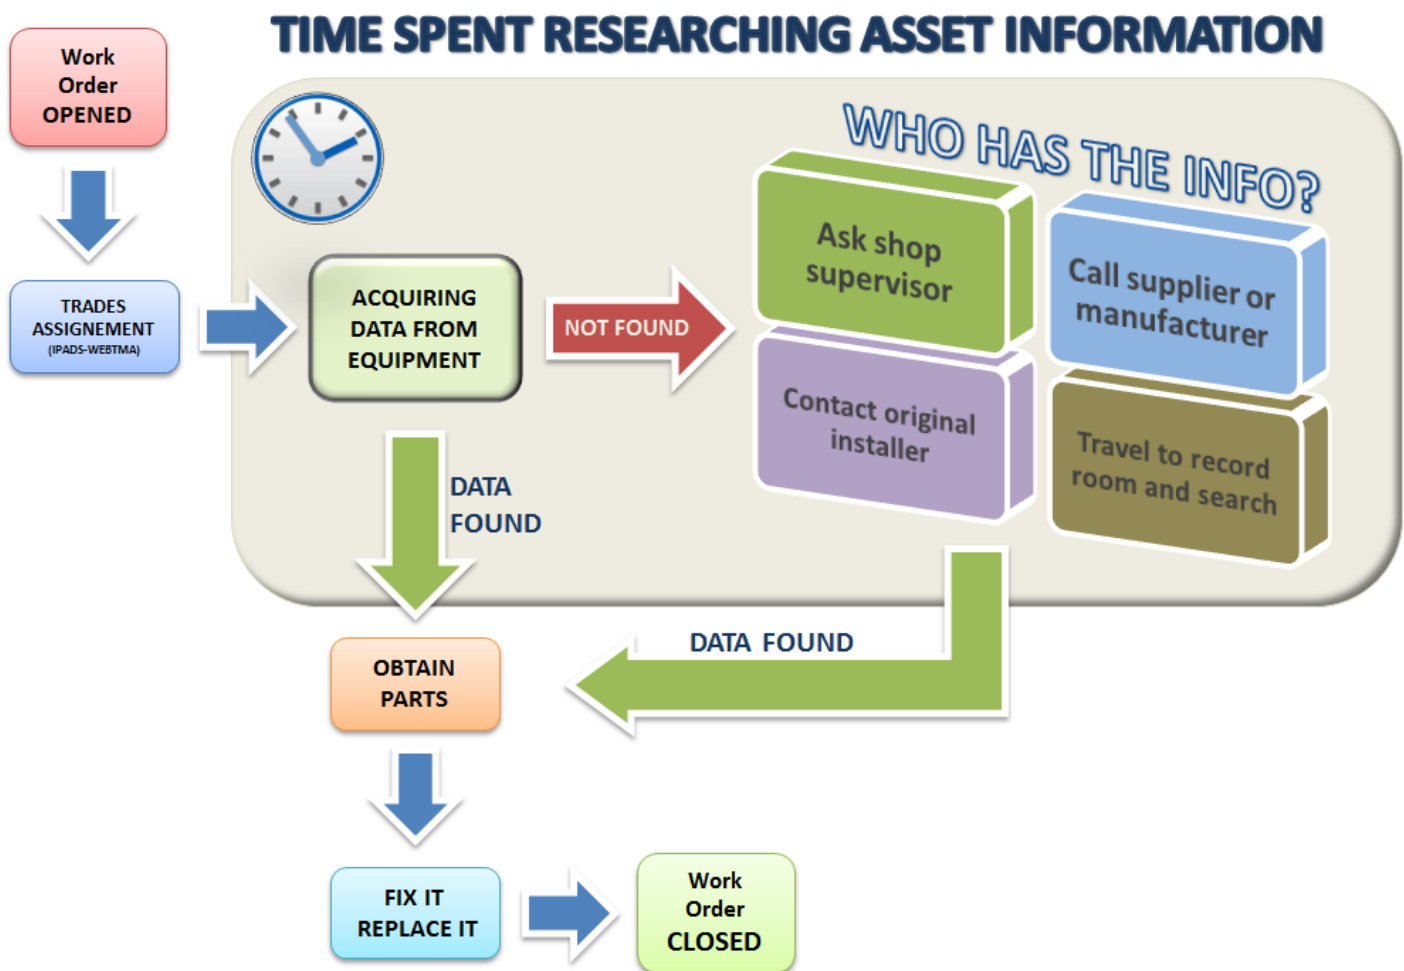 TIME SPENT RESEARCHING ASSET INFORMATION
Work
Order
OPENED
WHO HAS THE INFO?
TRADES
ASSIGNEMENT
(IPADS-WEBTMA)
ACQUIRING
DATA FROM
EQUIPMENT
NOT FOUND
Ask shop
supervisor
Call supplier or
manufacturer
Contact original
installer
Travel to record
room and search
DATA
FOUND
DATA FOUND
OBTAIN
PARTS
FIX IT
REPLACE IT
Work
Order
CLOSED